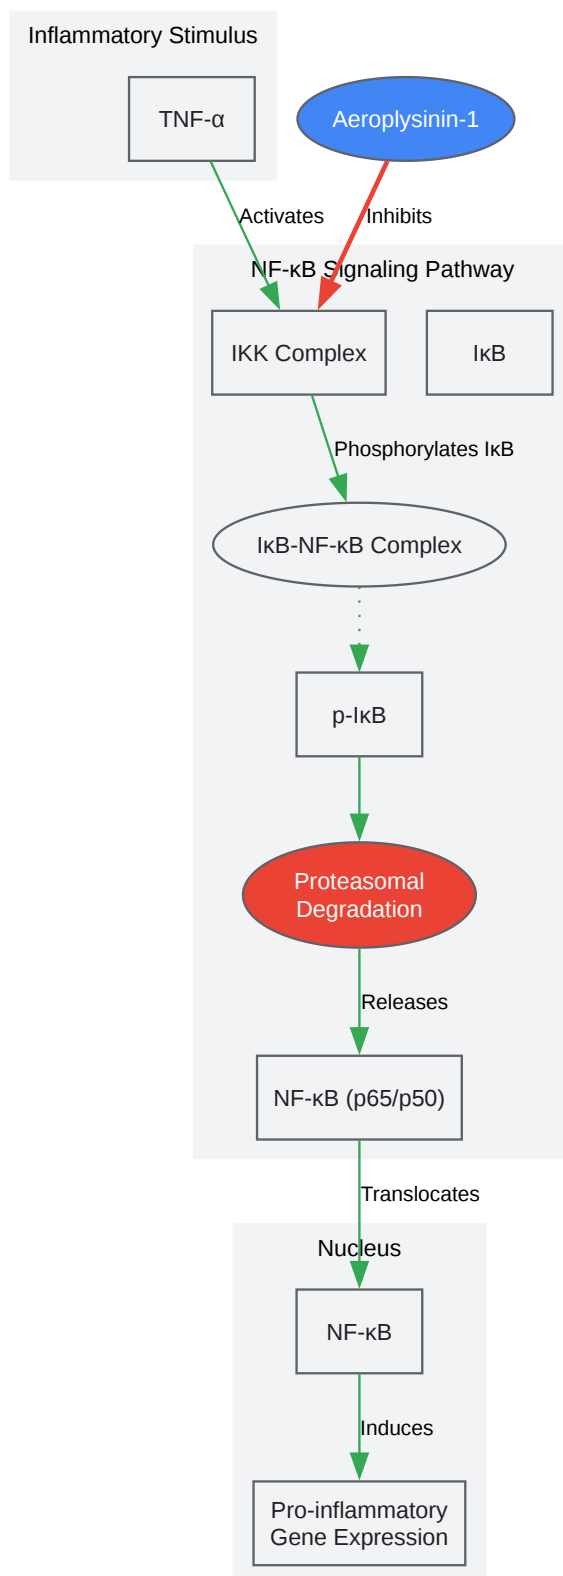 Inflammatory Stimulus
TNF-α
Aeroplysinin-1
Activates
Inhibits
NF-κB Signaling Pathway
IKK Complex
IκB
Phosphorylates IκB
IκB-NF-κB Complex
p-IκB
Proteasomal
Degradation
Releases
NF-κB (p65/p50)
Translocates
Nucleus
NF-κB
Induces
Pro-inflammatory
Gene Expression